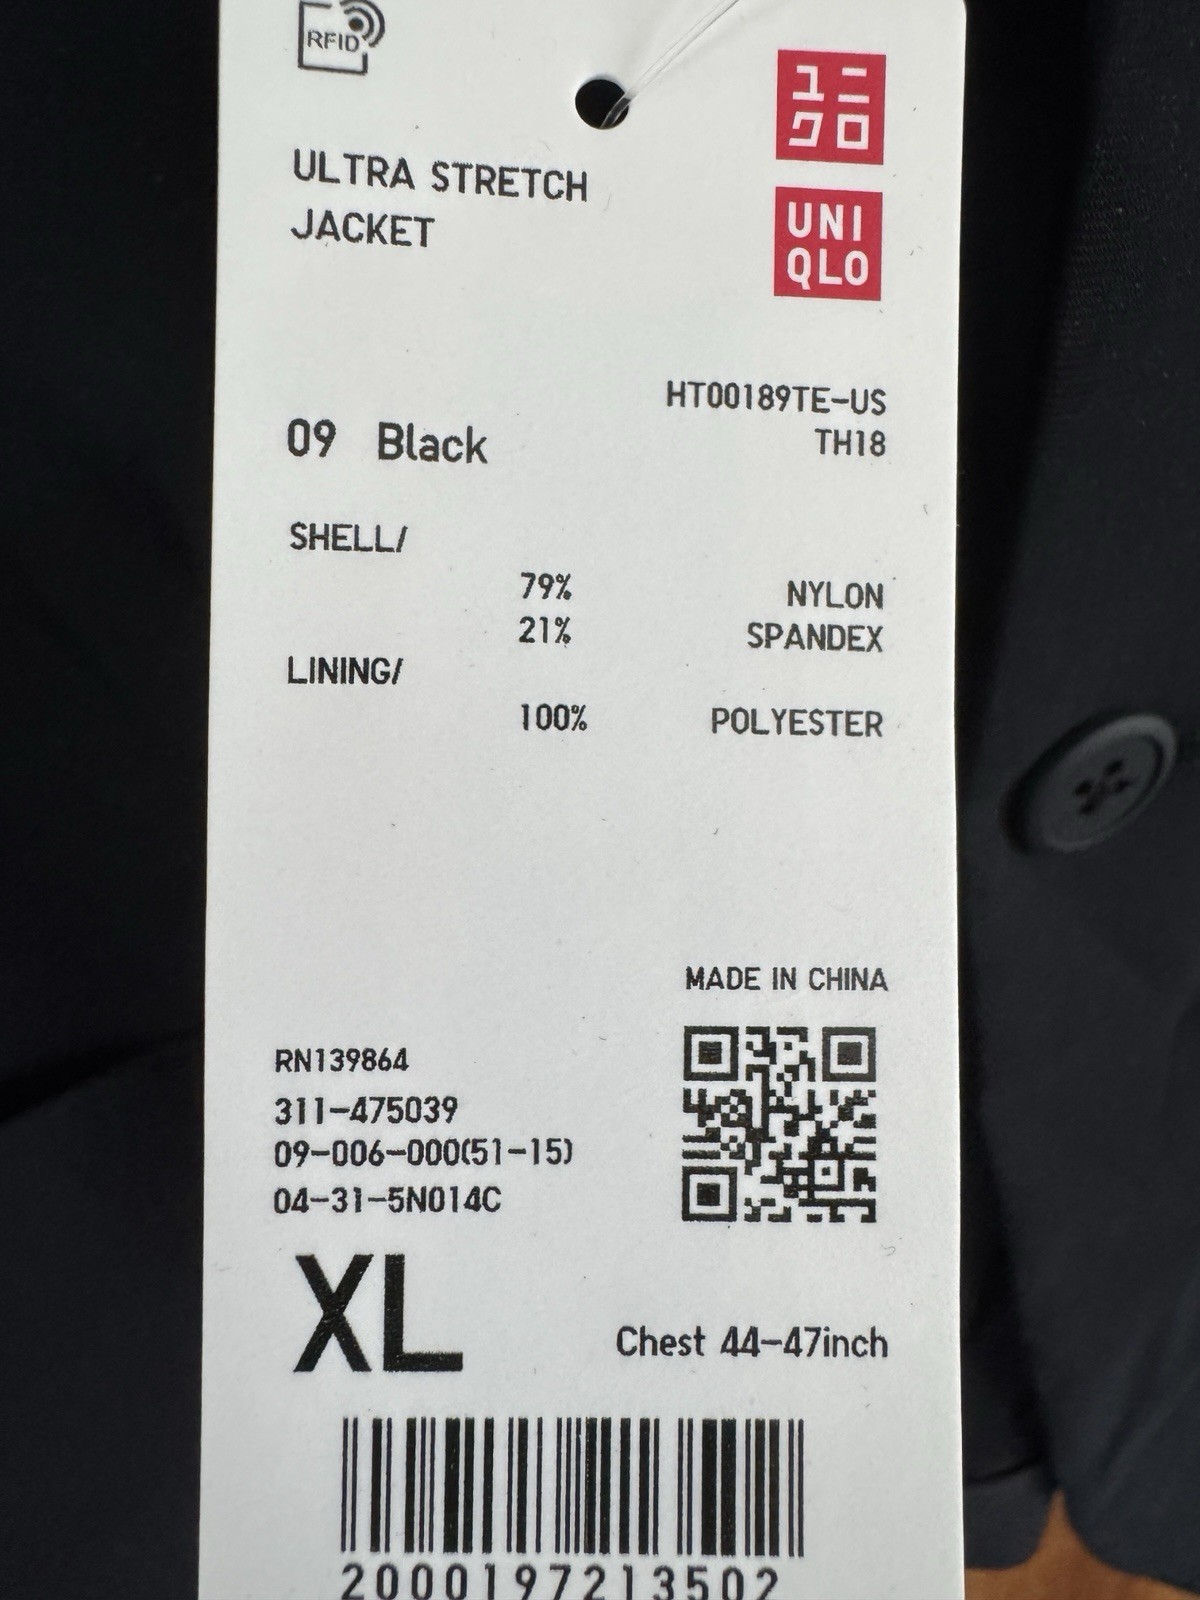 RFID
ユニ
クロ
UNI
QLO
ULTRA STRETCH
JACKET
HT00189TE-US
TH18
09 Black
SHELL/
79% NYLON
21% SPANDEX
LINING/
100% POLYESTER
MADE IN CHINA
RN139864
311-475039
09-006-000(51-15)
04-31-5N014C
XL
Chest 44-47inch
2000197213502